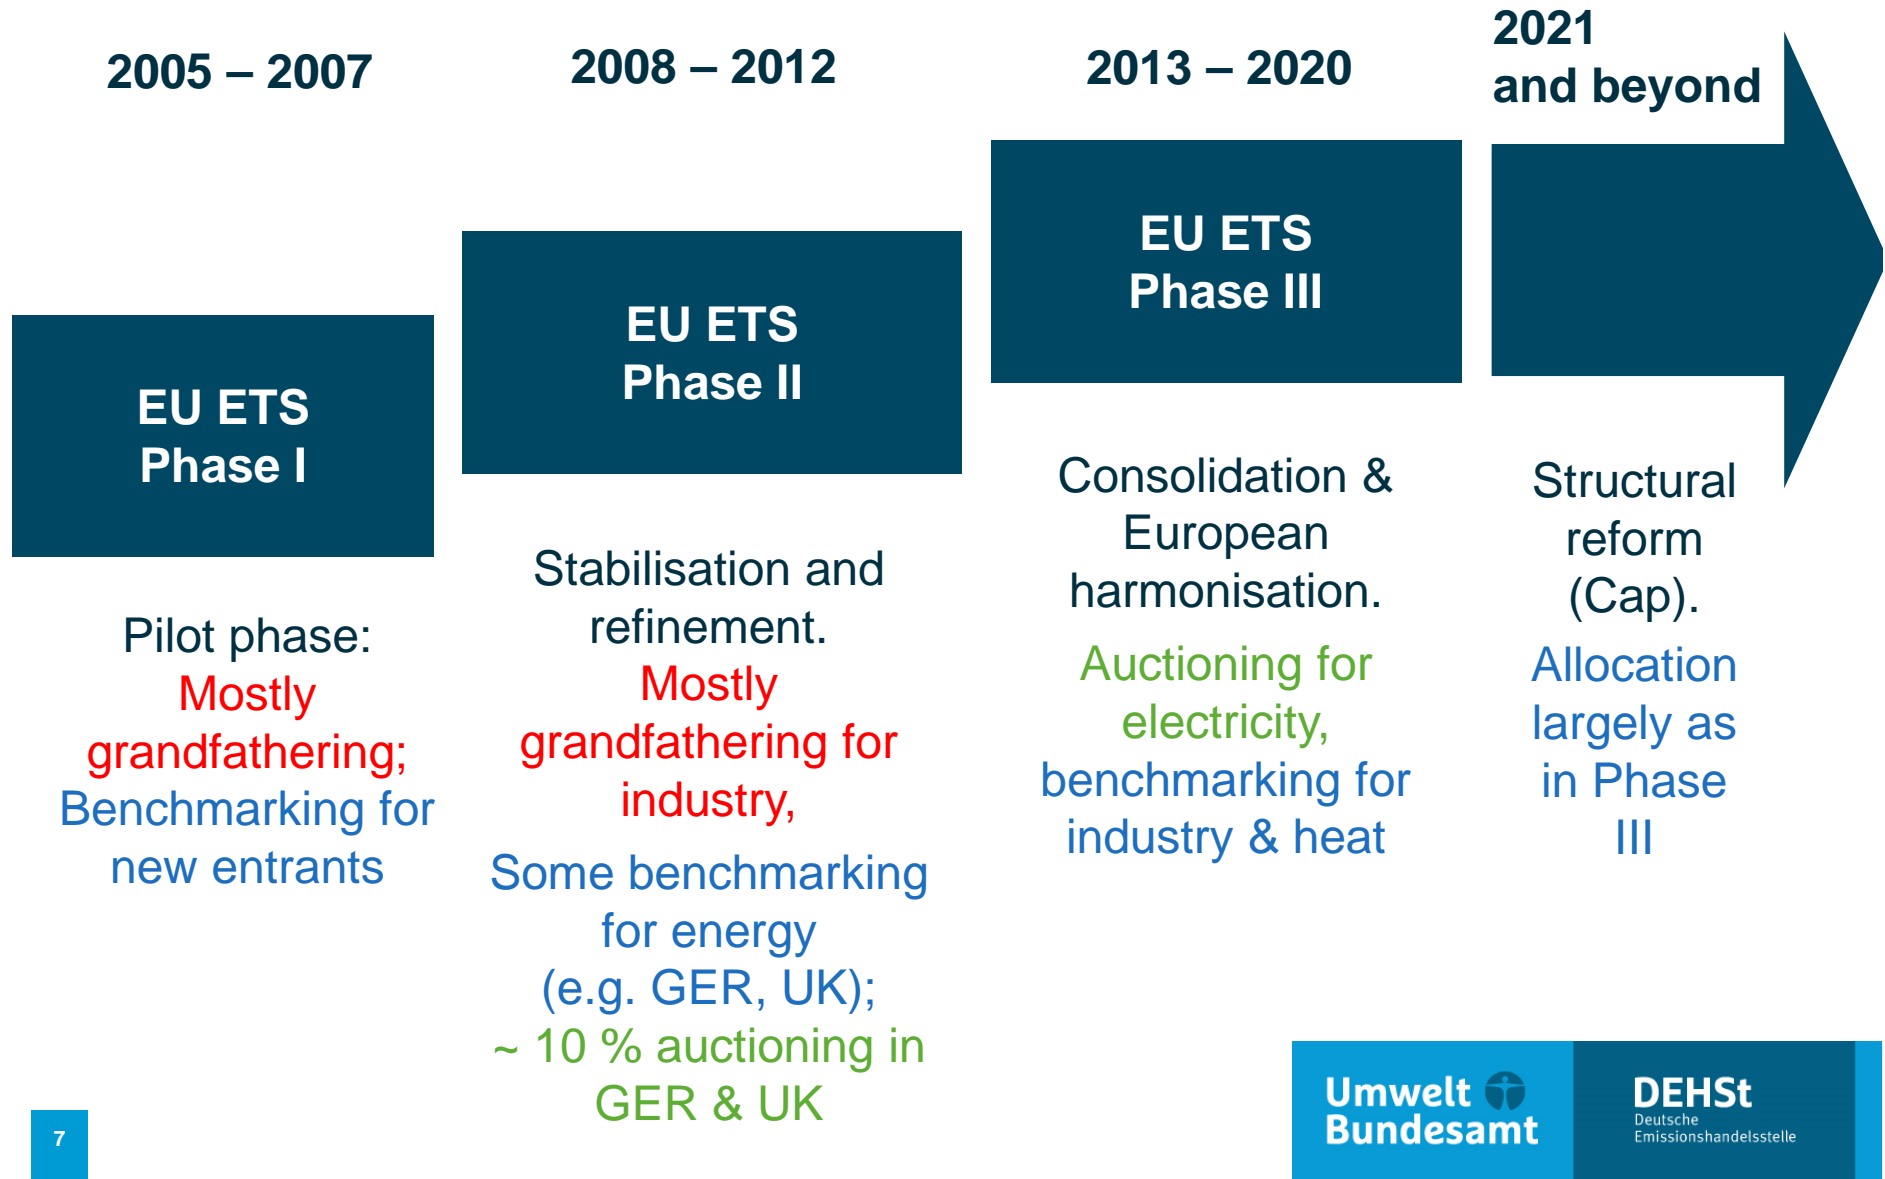 2005 – 2007
2008 – 2012
2013 – 2020
2021
and beyond
EU ETS
Phase I
EU ETS
Phase II
EU ETS
Phase III
Pilot phase:
Mostly
grandfathering;
Benchmarking for
new entrants
Stabilisation and
refinement.
Mostly
grandfathering for
industry,
Some benchmarking
for energy
(e.g. GER, UK);
~ 10 % auctioning in
GER & UK
Consolidation &
European
harmonisation.
Auctioning for
electricity,
benchmarking for
industry & heat
Structural
reform
(Cap).
Allocation
largely as
in Phase
III
7
Umwelt
Bundesamt
DEHSt
Deutsche
Emissionshandelsstelle